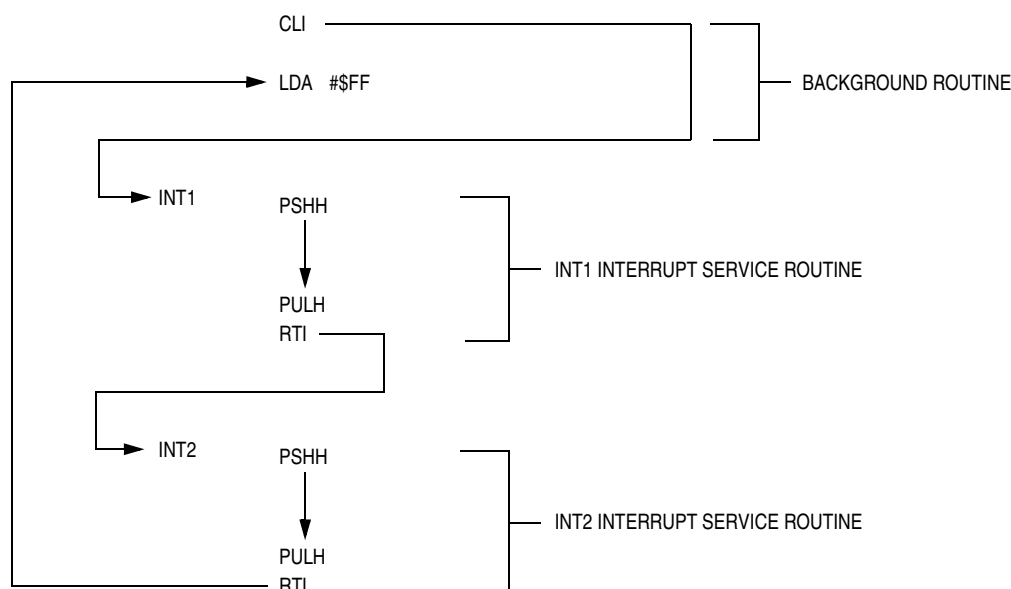 CLI
LDA #$FF
BACKGROUND ROUTINE
INT1
PSHH
INT1 INTERRUPT SERVICE ROUTINE
PULH
RTI
INT2
PSHH
INT2 INTERRUPT SERVICE ROUTINE
PULH
RTI